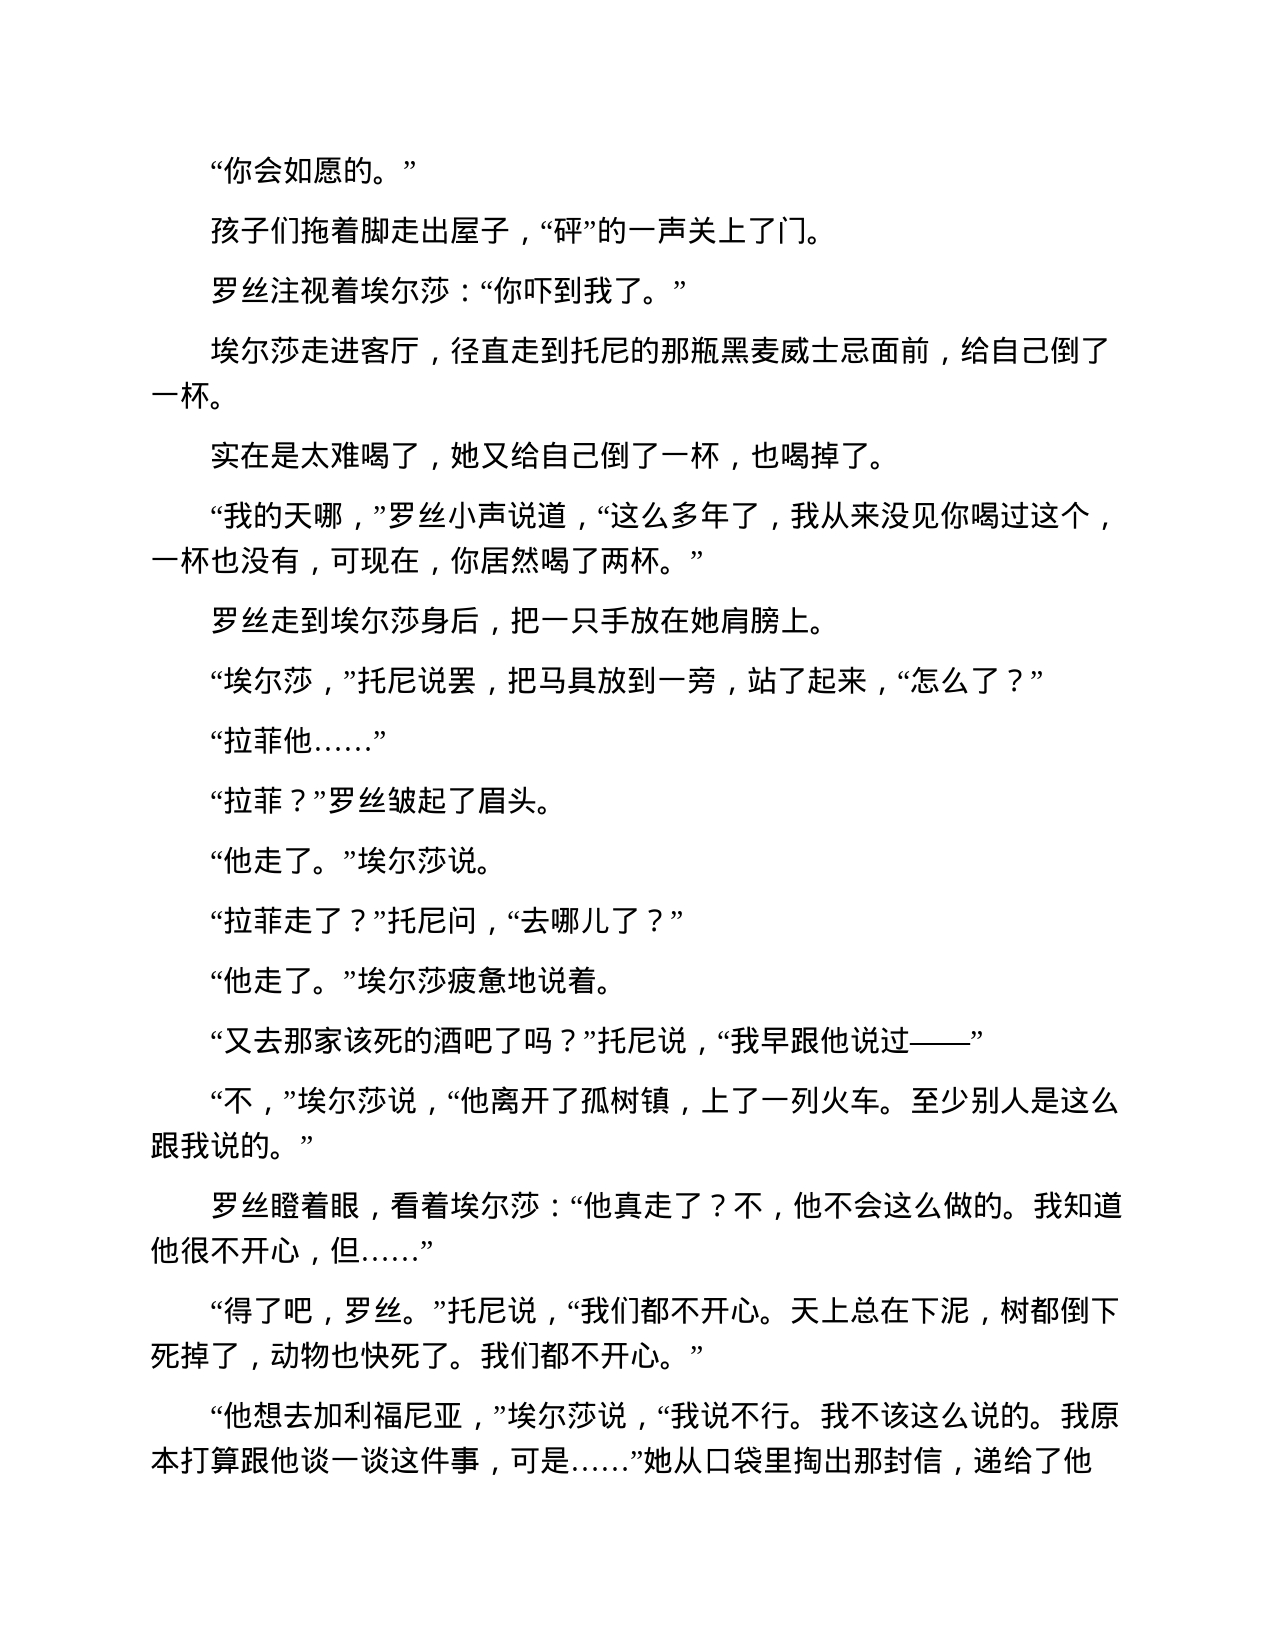 “你会如愿的。”
孩子们拖着脚走出屋子，“砰”的一声关上了门。
罗丝注视着埃尔莎：“你吓到我了。”
埃尔莎走进客厅，径直走到托尼的那瓶黑麦威士忌面前，给自己倒了
一杯。
实在是太难喝了，她又给自己倒了一杯，也喝掉了。
“我的天哪，”罗丝小声说道，“这么多年了，我从来没见你喝过这个，
一杯也没有，可现在，你居然喝了两杯。”
罗丝走到埃尔莎身后，把一只手放在她肩膀上。
“埃尔莎，”托尼说罢，把马具放到一旁，站了起来，“怎么了？”
“拉菲他……”
“拉菲？”罗丝皱起了眉头。
“他走了。”埃尔莎说。
“拉菲走了？”托尼问，“去哪儿了？”
“他走了。”埃尔莎疲惫地说着。
“又去那家该死的酒吧了吗？”托尼说，“我早跟他说过——”
“不，”埃尔莎说，“他离开了孤树镇，上了一列火车。至少别人是这么
跟我说的。”
罗丝瞪着眼，看着埃尔莎：“他真走了？不，他不会这么做的。我知道
他很不开心，但……”
“得了吧，罗丝。”托尼说，“我们都不开心。天上总在下泥，树都倒下
死掉了，动物也快死了。我们都不开心。”
“他想去加利福尼亚，”埃尔莎说，“我说不行。我不该这么说的。我原
本打算跟他谈一谈这件事，可是……”她从口袋里掏出那封信，递给了他